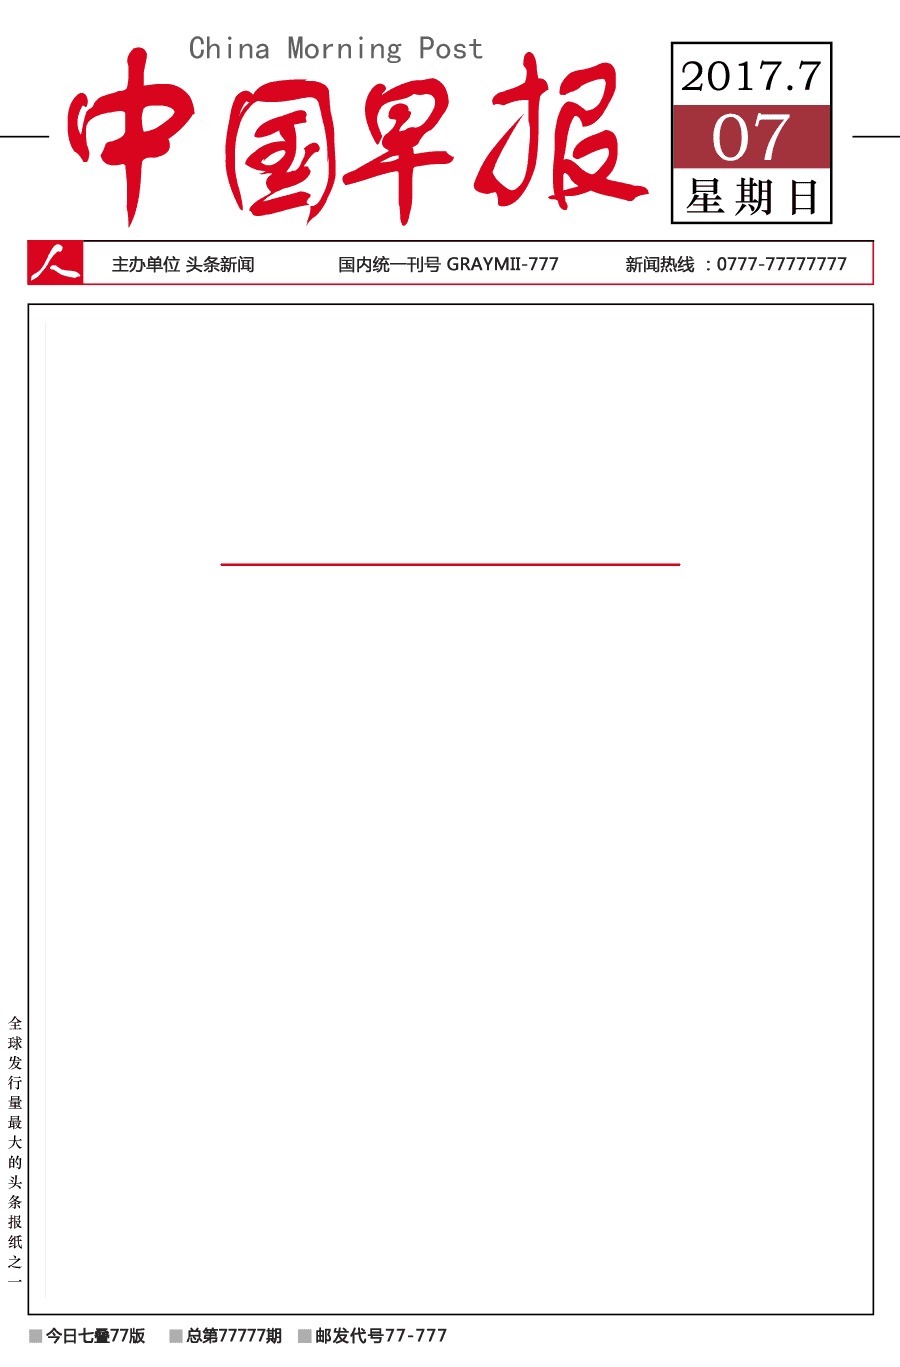 China Morning Post
中国早报
2017.7
07
星期日
人
主办单位 头条新闻 国内统一刊号 GRAYMII-777 新闻热线 ：0777-77777777
全球发行量最大的头条报纸之一
今日七叠77版 总第77777期 邮发代号77-777